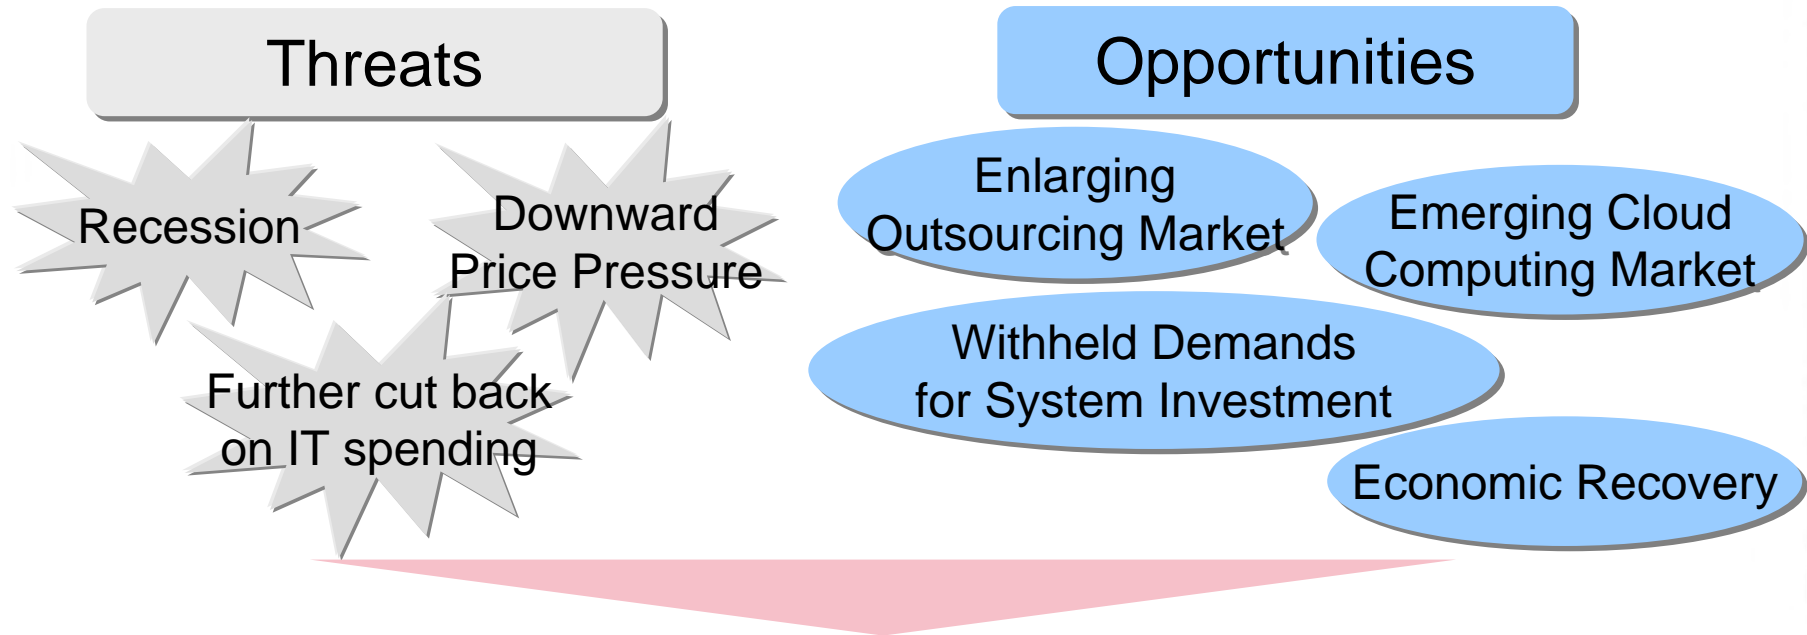 Threats
Recession
Downward
Price Pressure
Further cut back
on IT spending
Opportunities
Enlarging
Outsourcing Market
Emerging Cloud
Computing Market
Withheld Demands
for System Investment
Economic Recovery